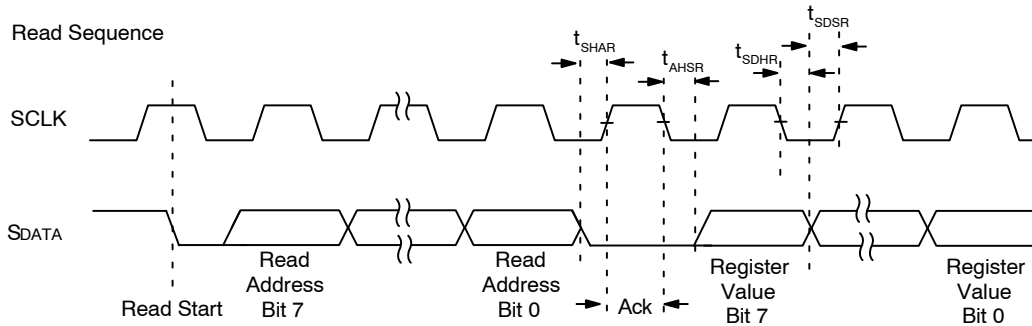 Read Sequence
tSHAR
tAHSR
tSDHR
tSDSR
SCLK
SDATA
Read Start
Read
Address
Bit 7
Read
Address
Bit 0
Ack
Register
Value
Bit 7
Register
Value
Bit 0